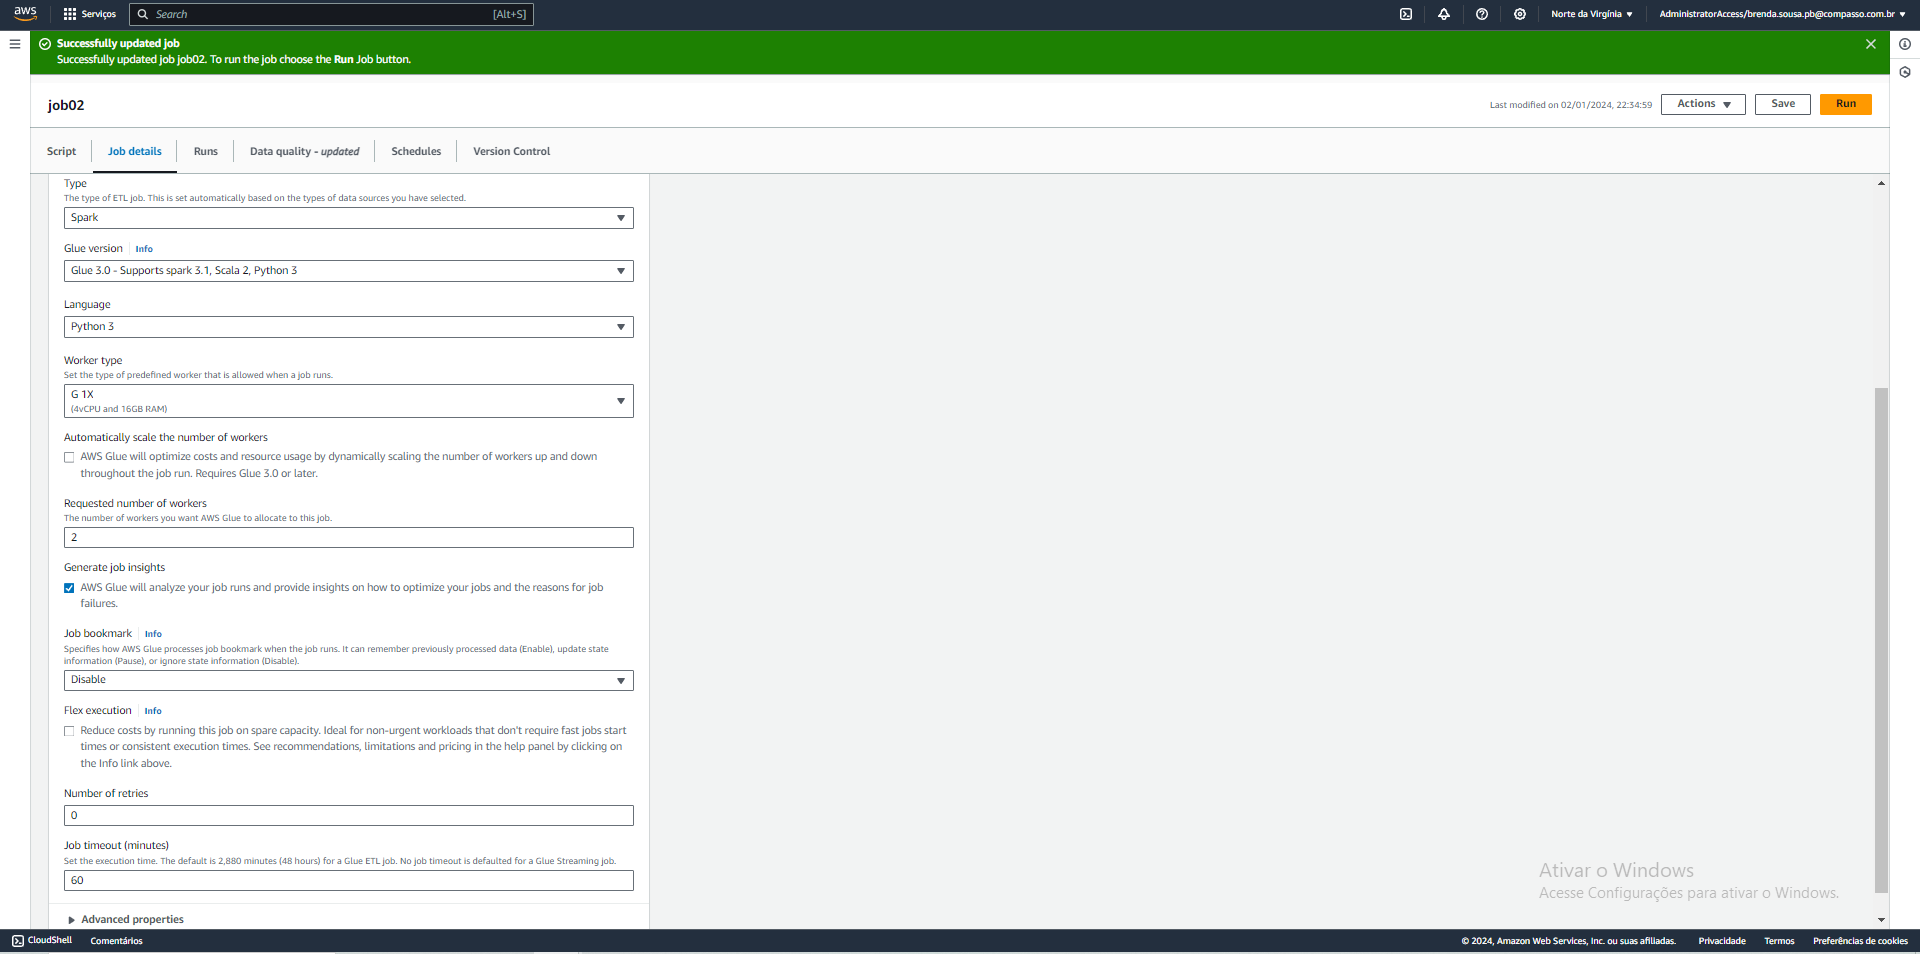 aws
Serviços
Search
[Alt+S]
Norte da Virgínia
AdministratorAccess/brenda.sousa.pb@compasso.com.br
Successfully updated job
Successfully updated job job02. To run the job choose the Run Job button.
job02
Last modified on 02/01/2024, 22:34:59
Actions
Save
Run
Script
Job details
Runs
Data quality - updated
Schedules
Version Control
Type
The type of ETL job. This is set automatically based on the types of data sources you have selected.
Spark
Glue version
Info
Glue 3.0 - Supports spark 3.1, Scala 2, Python 3
Language
Python 3
Worker type
Set the type of predefined worker that is allowed when a job runs.
G 1X
(4vCPU and 16GB RAM)
Automatically scale the number of workers
AWS Glue will optimize costs and resource usage by dynamically scaling the number of workers up and down
throughout the job run. Requires Glue 3.0 or later.
Requested number of workers
The number of workers you want AWS Glue to allocate to this job.
2
Generate job insights
AWS Glue will analyze your job runs and provide insights on how to optimize your jobs and the reasons for job
failures.
Job bookmark
Info
Specifies how AWS Glue processes job bookmark when the job runs. It can remember previously processed data (Enable), update state
information (Pause), or ignore state information (Disable).
Disable
Flex execution
Info
Reduce costs by running this job on spare capacity. Ideal for non-urgent workloads that don't require fast jobs start
times or consistent execution times. See recommendations, limitations and pricing in the help panel by clicking on
the Info link above.
Number of retries
0
Job timeout (minutes)
Set the execution time. The default is 2,880 minutes (48 hours) for a Glue ETL job. No job timeout is defaulted for a Glue Streaming job.
60
Advanced properties
Ativar o Windows
Acesse Configurações para ativar o Windows.
CloudShell
Comentários
© 2024, Amazon Web Services, Inc. ou suas afiliadas.
Privacidade
Termos
Preferências de cookies